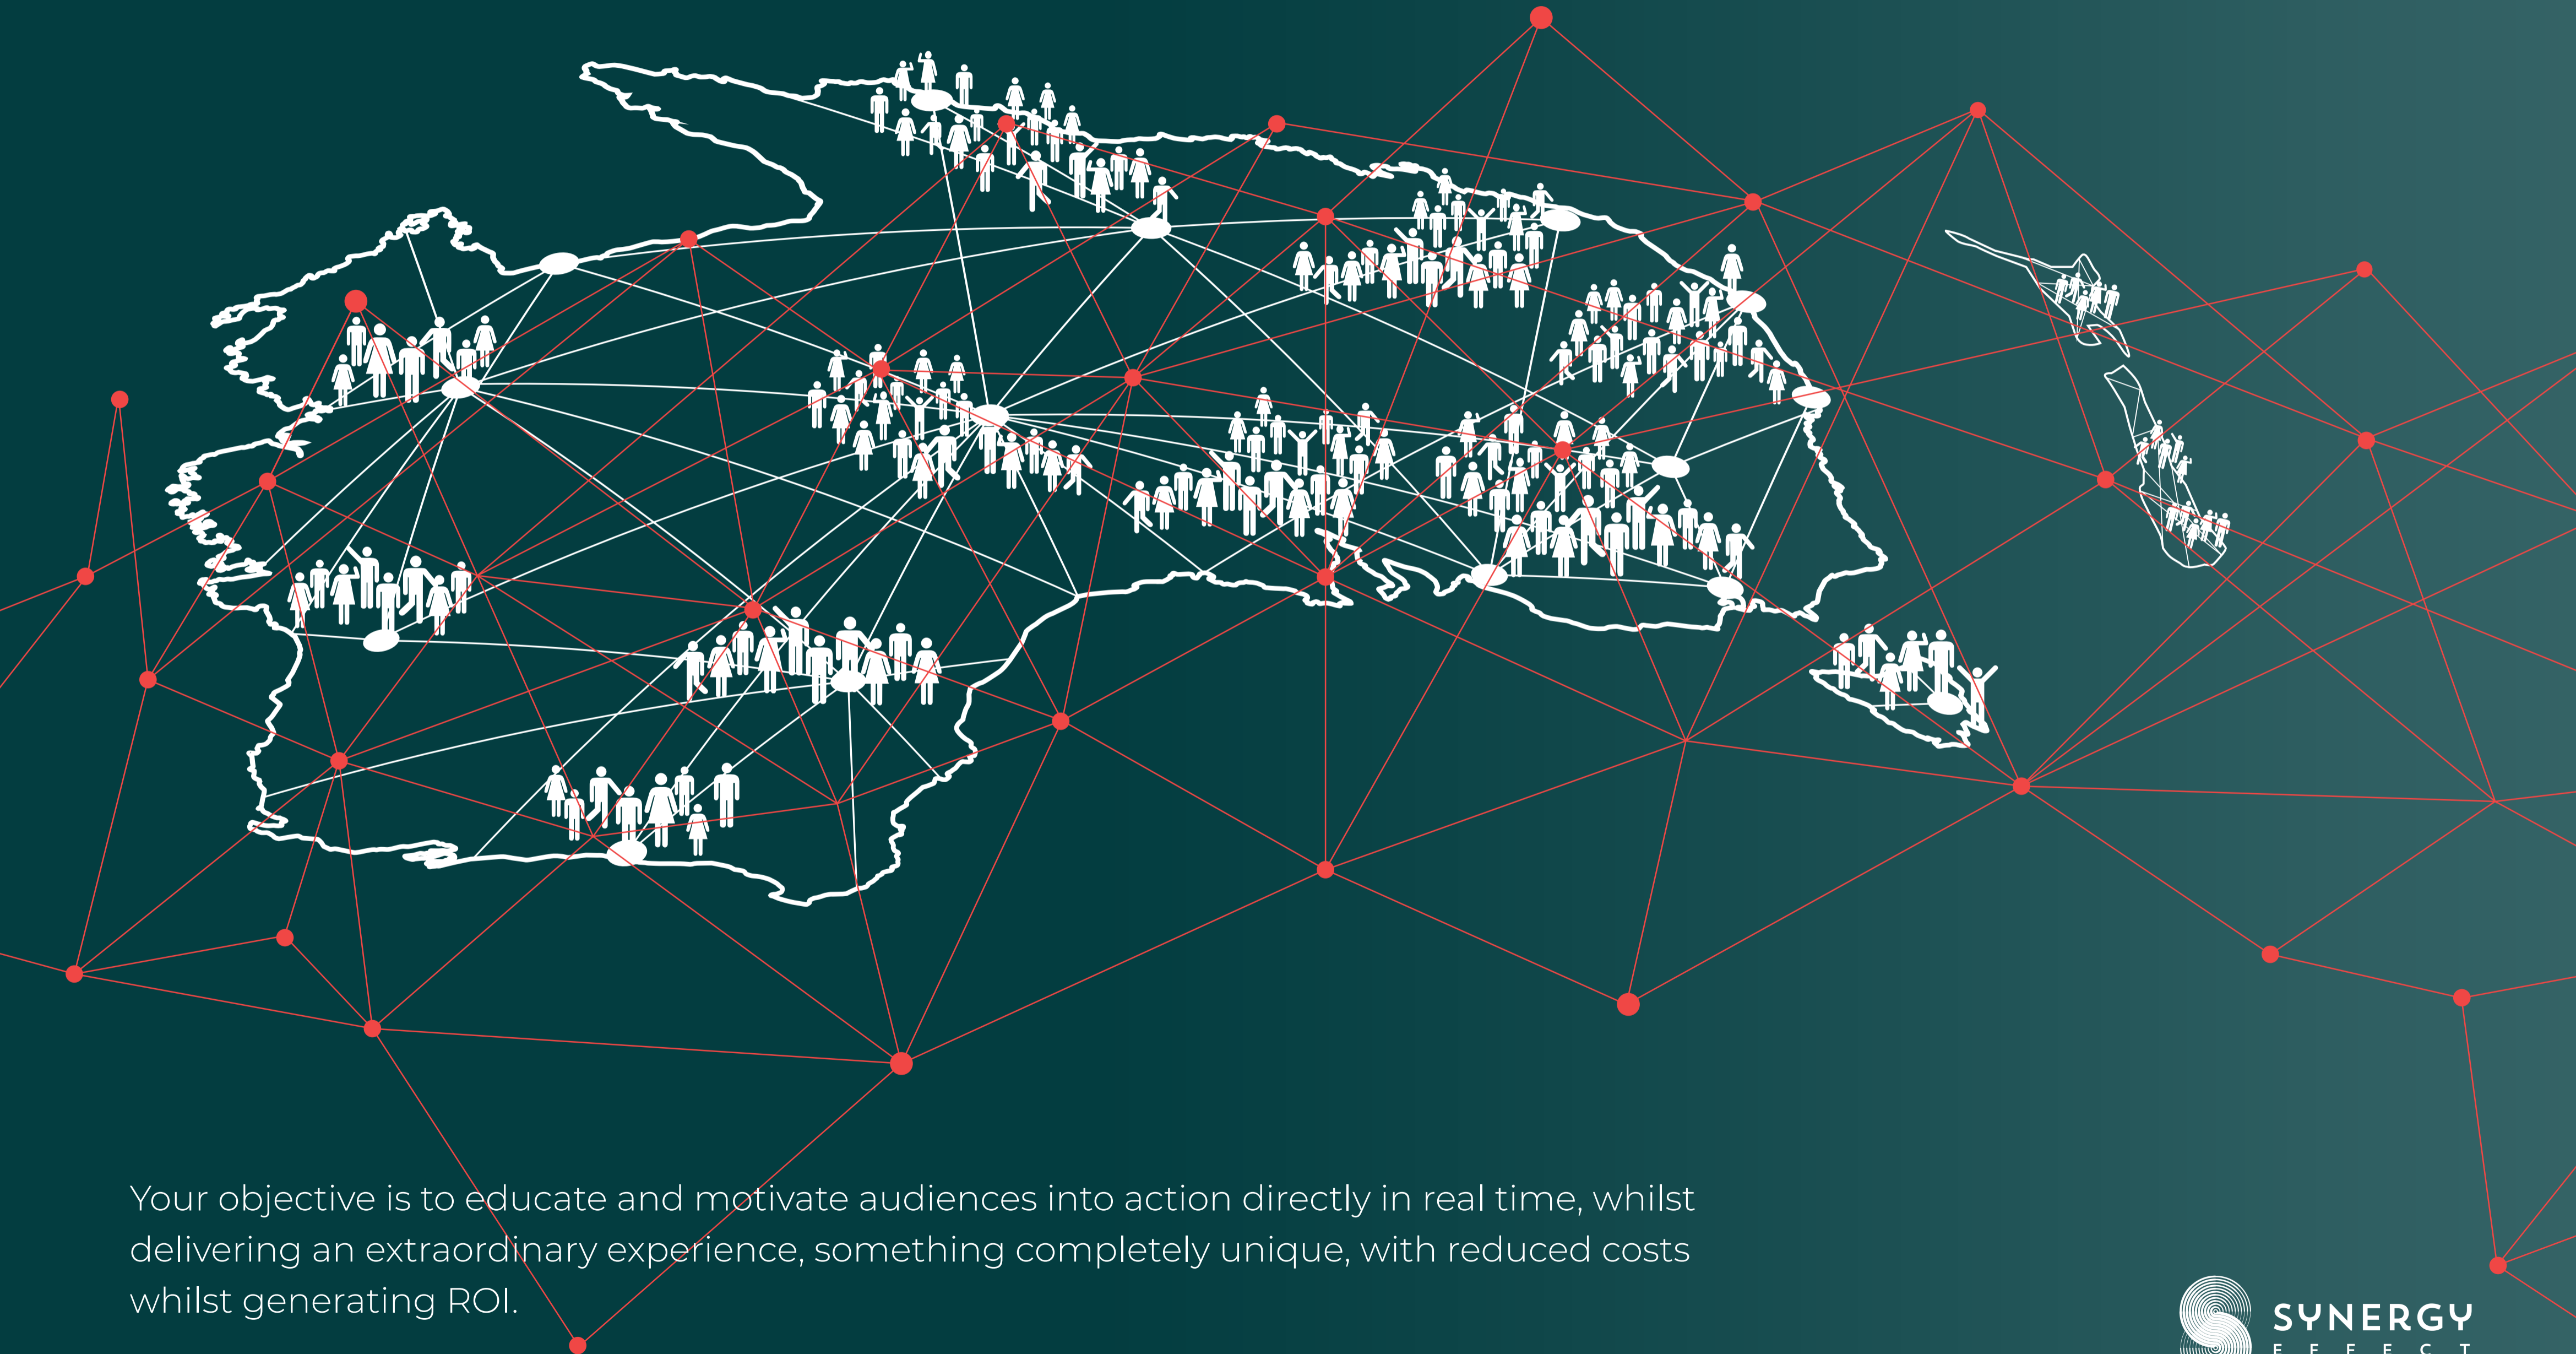 Your objective is to educate and motivate audiences into action directly in real time, whilst
delivering an extraordinary experience, something completely unique, with reduced costs
whilst generating ROI.
SYNERGY
EFFECT